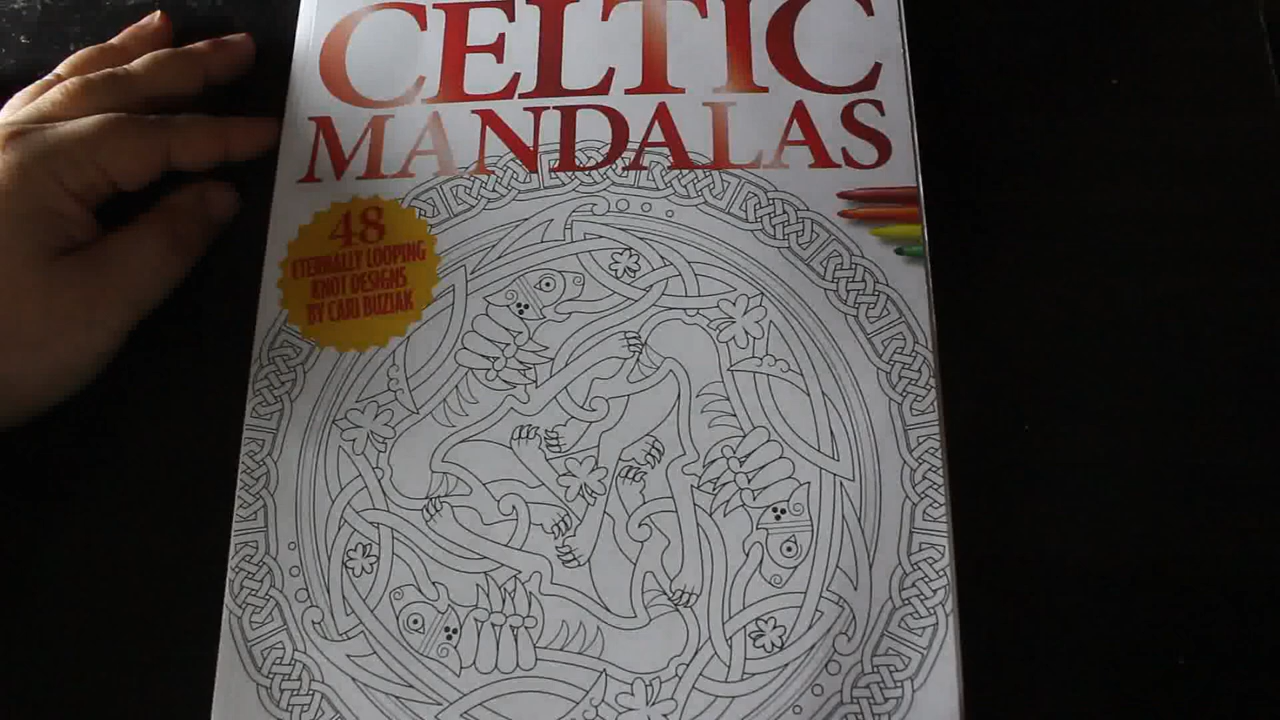 CELTIC
MANDALAS
48
ETERNALLY LOOPING
KNOT DESIGNS
BY CARI BUZIAK